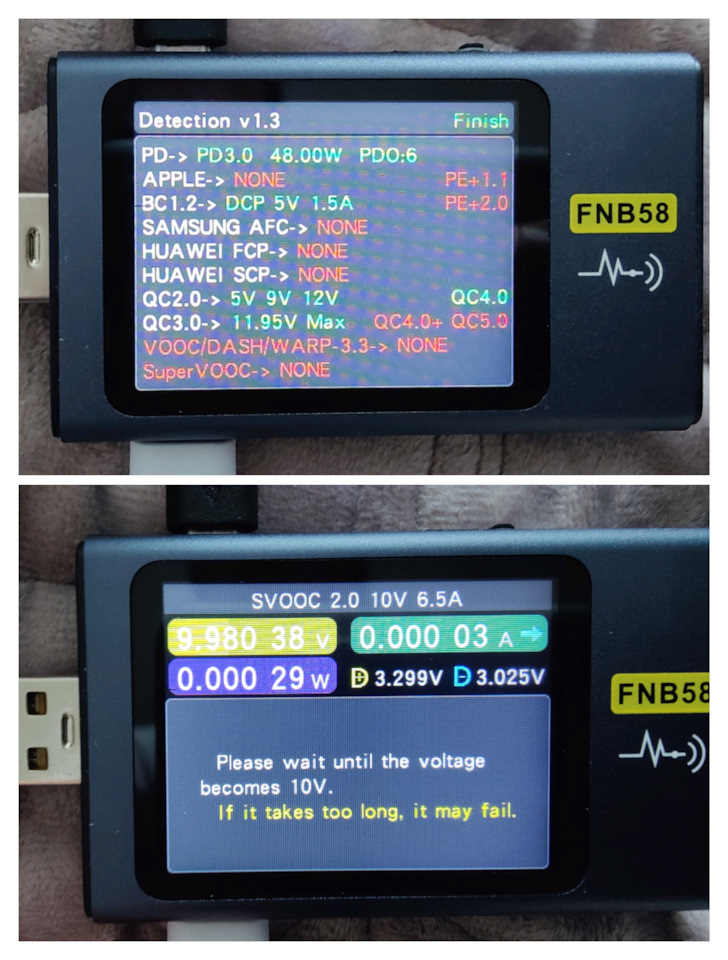 Detection v1.3 Finish
PD-> PD3.0 48.00W PDO:6
APPLE-> NONE PE+1.1
BC1.2-> DCP 5V 1.5A PE+2.0
SAMSUNG AFC-> NONE
HUAWEI FCP-> NONE
HUAWEI SCP-> NONE
QC2.0-> 5V 9V 12V QC4.0
QC3.0-> 11.95V Max QC4.0+ QC5.0
VOOC/DASH/WARP-3.3-> NONE
SuperVOOC-> NONE
FNB58
SVOOC 2.0 10V 6.5A
9.980 38 V 0.000 03 A
0.000 29 W D+ 3.299V D- 3.025V
Please wait until the voltage
becomes 10V.
If it takes too long, it may fail.
FNB58